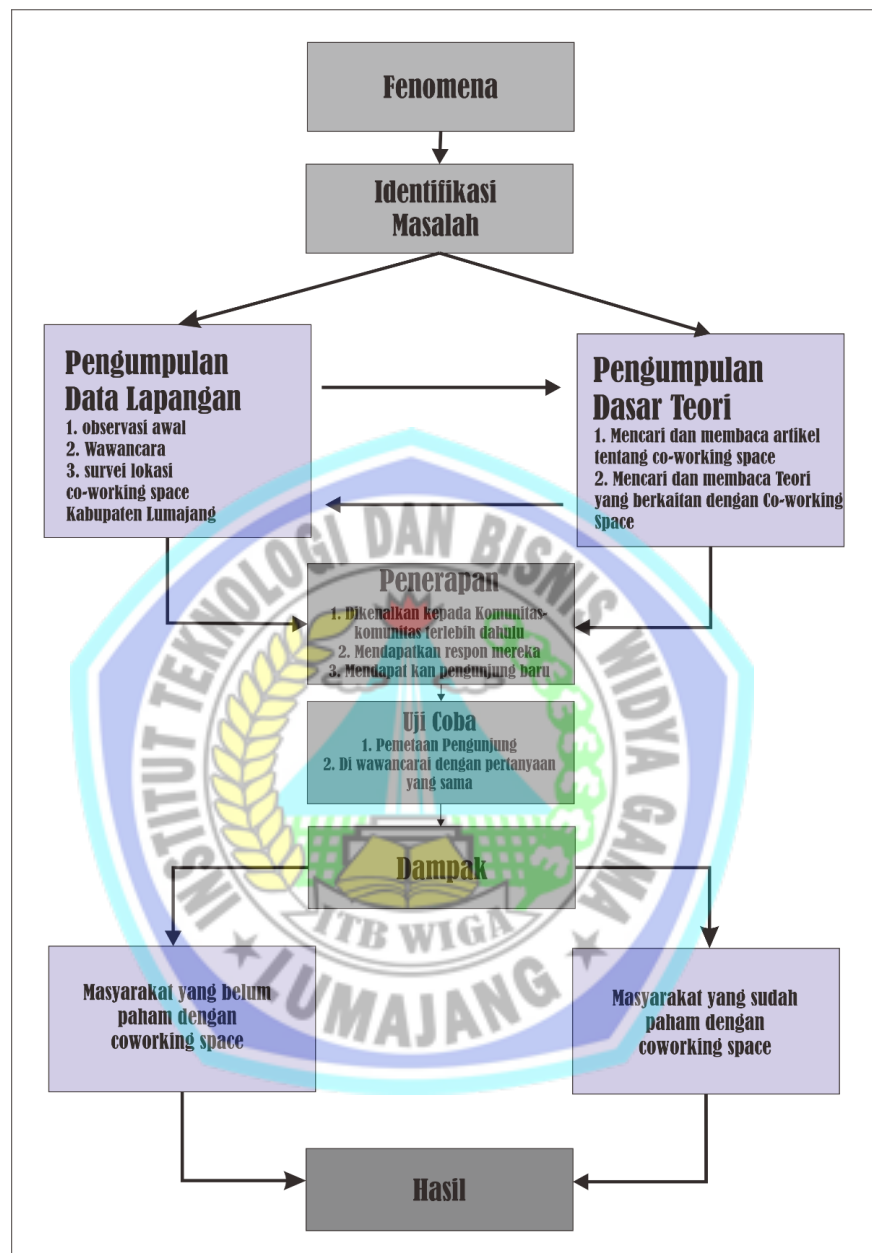 Fenomena
Identifikasi
Masalah
Pengumpulan
Data Lapangan
1. observasi awal
2. Wawancara
3. survei lokasi
co-working space
Kabupaten Lumajang
Pengumpulan
Dasar Teori
1. Mencari dan membaca artikel
tentang co-working space
2. Mencari dan membaca Teori
yang berkaitan dengan Co-working
Space
Penerapan
1. Dikenalkan kepada Komunitas-
komunitas terlebih dahulu
2. Mendapatkan respon mereka
3. Mendapat kan pengunjung baru
Uji Coba
1. Pemetaan Pengunjung
2. Di wawancarai dengan pertanyaan
yang sama
Dampak
Masyarakat yang belum
paham dengan
coworking space
Masyarakat yang sudah
paham dengan
coworking space
Hasil
INSTITUT TEKNOLOGI DAN BISNIS WIDYA GAMA
ITB WIGA
LUMAJANG